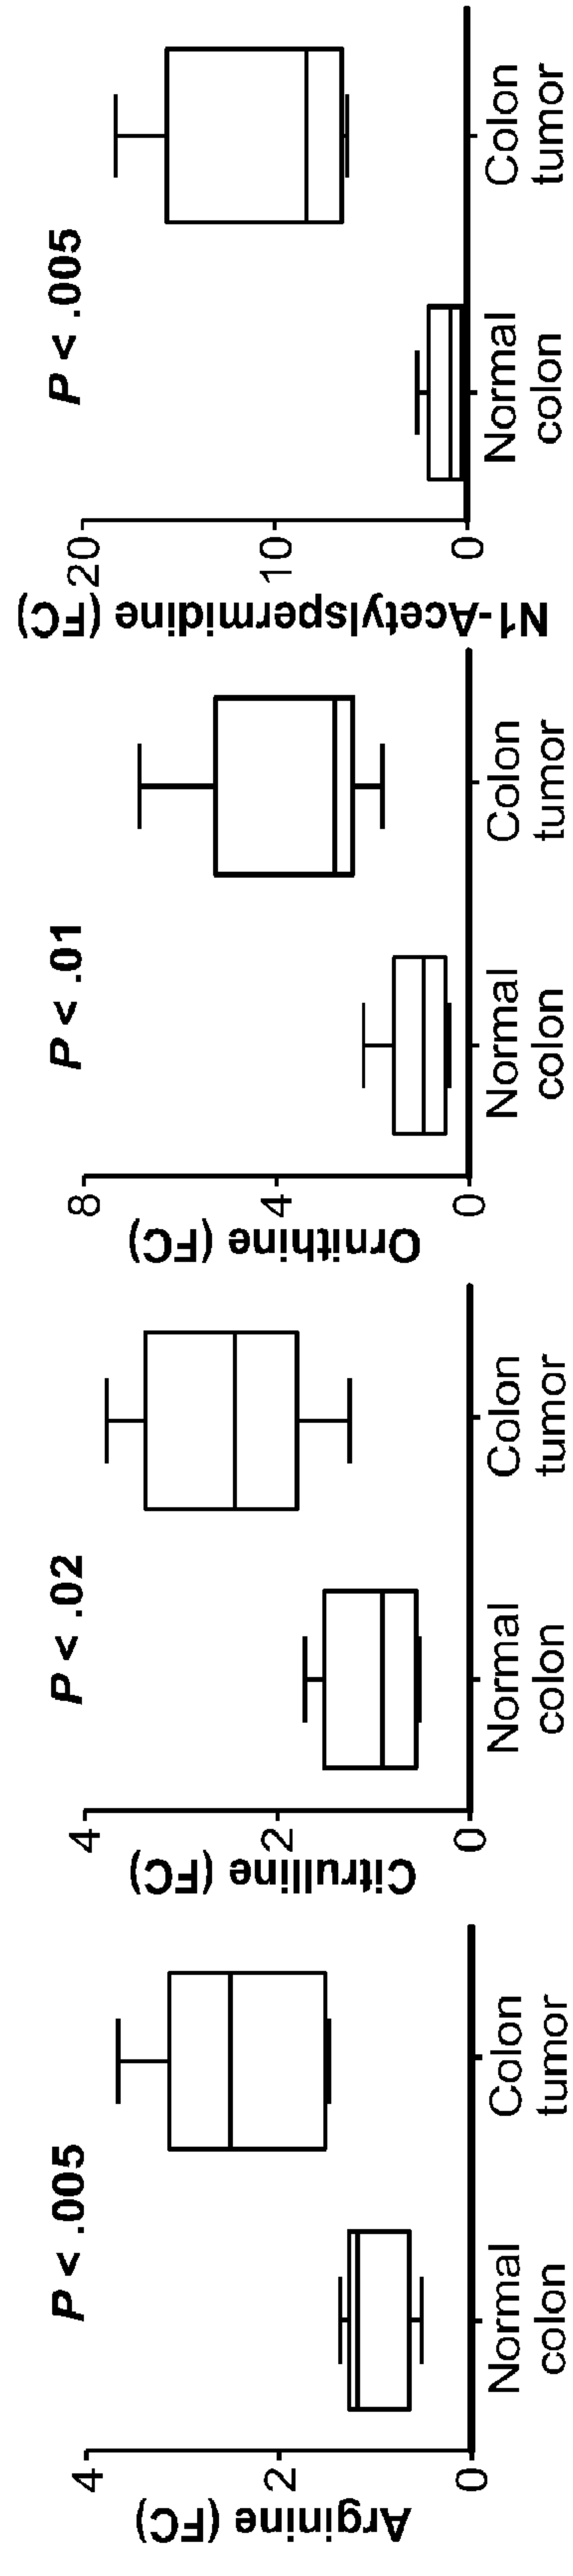 Arginine (FC)
4
2
0
P < .005
Normal
colon
Colon
tumor
Citrulline (FC)
4
2
0
P < .02
Normal
colon
Colon
tumor
Ornithine (FC)
8
4
0
P < .01
Normal
colon
Colon
tumor
N1-Acetylspermidine (FC)
20
10
0
P < .005
Normal
colon
Colon
tumor